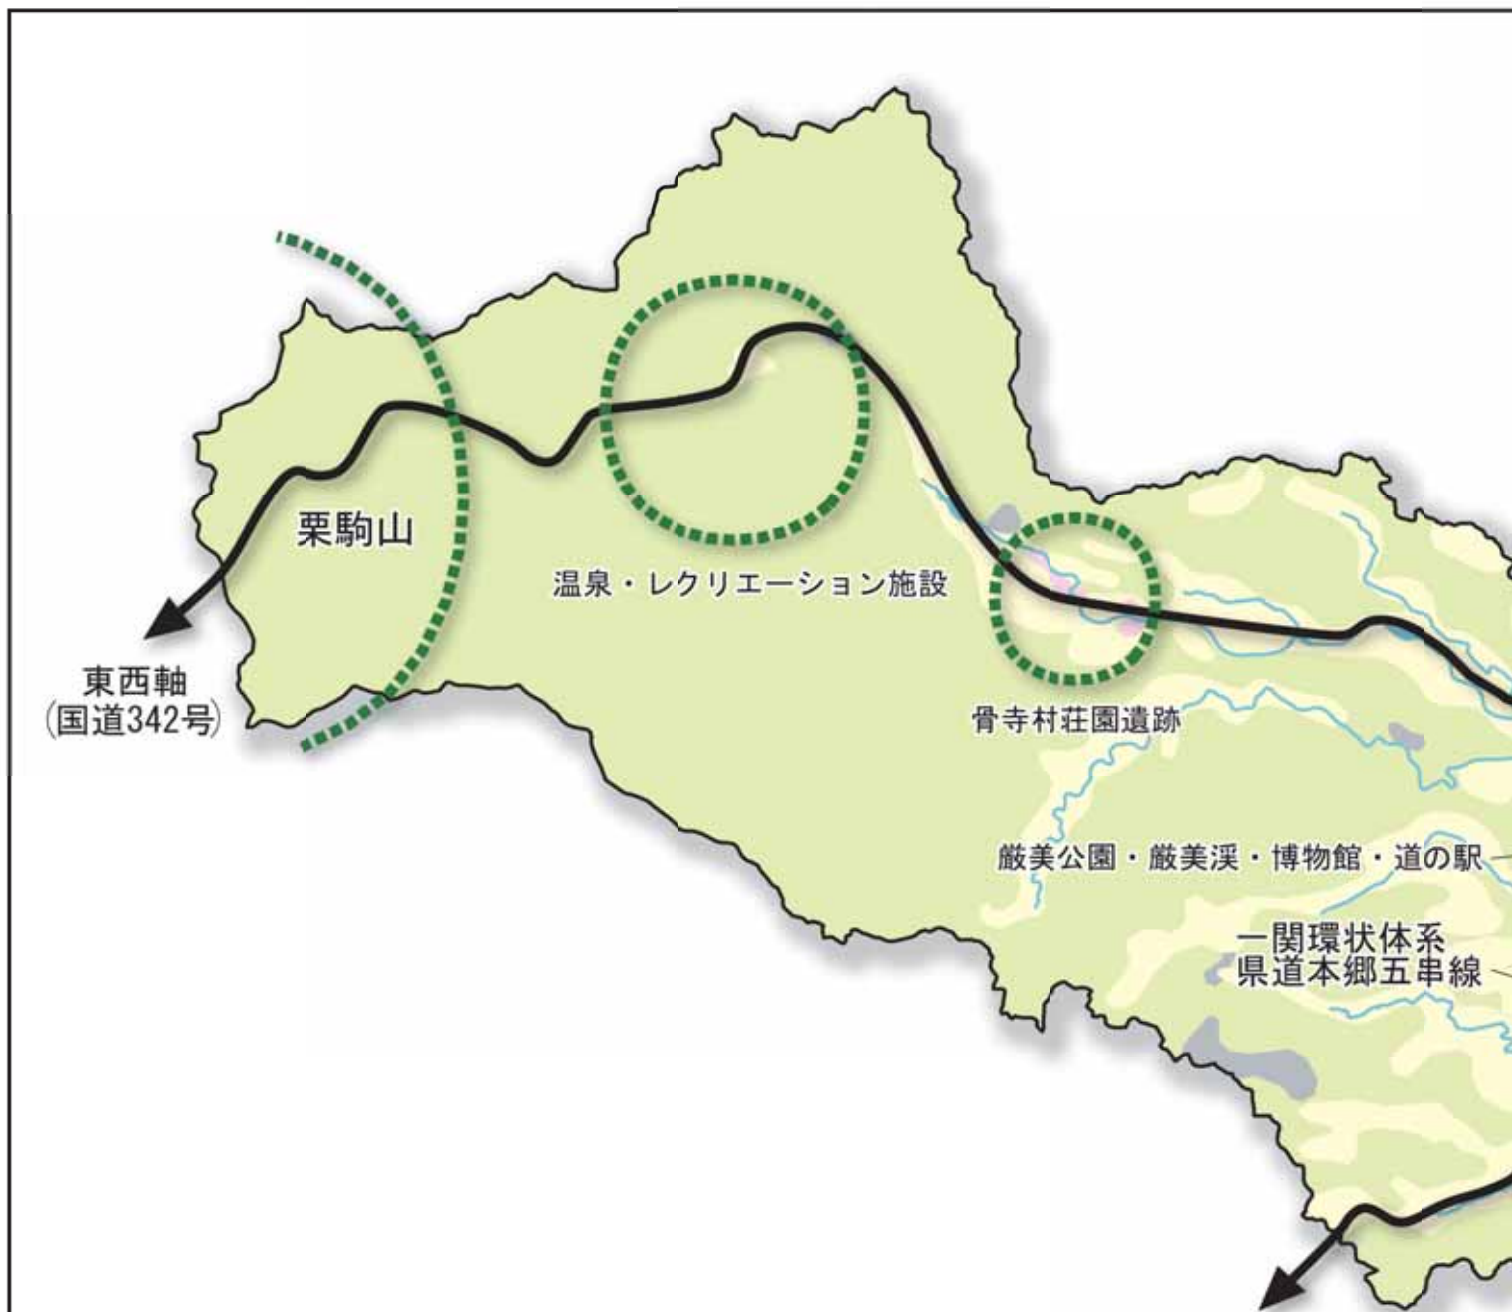 栗駒山
温泉・レクリエーション施設
東西軸
(国道342号)
骨寺村荘園遺跡
厳美公園・厳美渓・博物館・道の駅
一関環状体系
県道本郷五串線